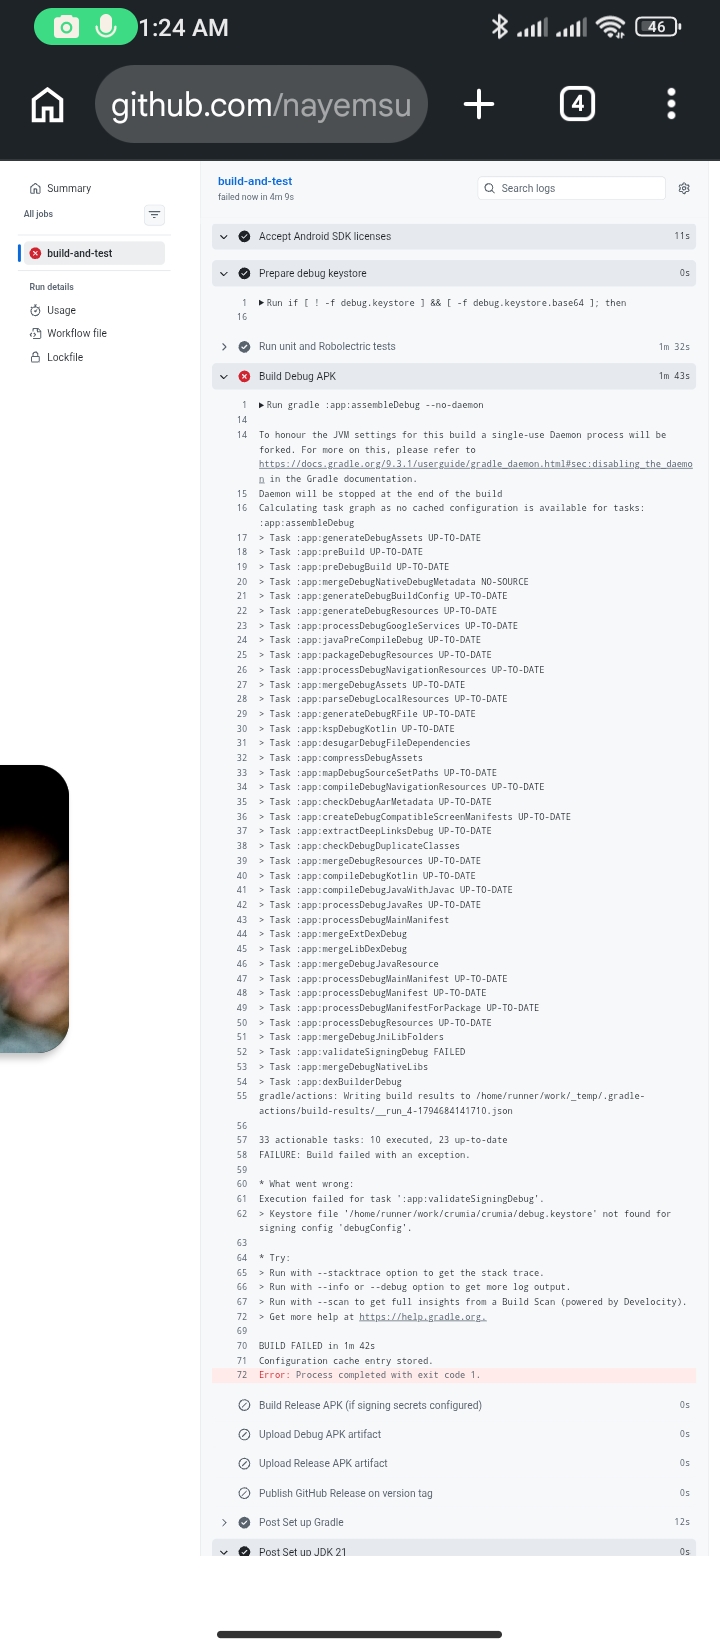 1:24 AM
46
github.com/nayemsu
4
Summary
All jobs
build-and-test
Run details
Usage
Workflow file
Lockfile
build-and-test
failed now in 4m 9s
Search logs
Accept Android SDK licenses 11s
Prepare debug keystore 0s
1 ▶ Run if [ ! -f debug.keystore ] && [ -f debug.keystore.base64 ]; then
16
Run unit and Robolectric tests 1m 32s
Build Debug APK 1m 43s
1 ▶ Run gradle :app:assembleDebug --no-daemon
14
14 To honour the JVM settings for this build a single-use Daemon process will be
forked. For more on this, please refer to
https://docs.gradle.org/9.3.1/userguide/gradle_daemon.html#sec:disabling_the_daemo
n in the Gradle documentation.
15 Daemon will be stopped at the end of the build
16 Calculating task graph as no cached configuration is available for tasks:
:app:assembleDebug
17 > Task :app:generateDebugAssets UP-TO-DATE
18 > Task :app:preBuild UP-TO-DATE
19 > Task :app:preDebugBuild UP-TO-DATE
20 > Task :app:mergeDebugNativeDebugMetadata NO-SOURCE
21 > Task :app:generateDebugBuildConfig UP-TO-DATE
22 > Task :app:generateDebugResources UP-TO-DATE
23 > Task :app:processDebugGoogleServices UP-TO-DATE
24 > Task :app:javaPreCompileDebug UP-TO-DATE
25 > Task :app:packageDebugResources UP-TO-DATE
26 > Task :app:processDebugNavigationResources UP-TO-DATE
27 > Task :app:mergeDebugAssets UP-TO-DATE
28 > Task :app:parseDebugLocalResources UP-TO-DATE
29 > Task :app:generateDebugRFile UP-TO-DATE
30 > Task :app:kspDebugKotlin UP-TO-DATE
31 > Task :app:desugarDebugFileDependencies
32 > Task :app:compressDebugAssets
33 > Task :app:mapDebugSourceSetPaths UP-TO-DATE
34 > Task :app:compileDebugNavigationResources UP-TO-DATE
35 > Task :app:checkDebugAarMetadata UP-TO-DATE
36 > Task :app:createDebugCompatibleScreenManifests UP-TO-DATE
37 > Task :app:extractDeepLinksDebug UP-TO-DATE
38 > Task :app:checkDebugDuplicateClasses
39 > Task :app:mergeDebugResources UP-TO-DATE
40 > Task :app:compileDebugKotlin UP-TO-DATE
41 > Task :app:compileDebugJavaWithJavac UP-TO-DATE
42 > Task :app:processDebugJavaRes UP-TO-DATE
43 > Task :app:processDebugMainManifest
44 > Task :app:mergeExtDexDebug
45 > Task :app:mergeLibDexDebug
46 > Task :app:mergeDebugJavaResource
47 > Task :app:processDebugMainManifest UP-TO-DATE
48 > Task :app:processDebugManifest UP-TO-DATE
49 > Task :app:processDebugManifestForPackage UP-TO-DATE
50 > Task :app:processDebugResources UP-TO-DATE
51 > Task :app:mergeDebugJniLibFolders
52 > Task :app:validateSigningDebug FAILED
53 > Task :app:mergeDebugNativeLibs
54 > Task :app:dexBuilderDebug
55 gradle/actions: Writing build results to /home/runner/work/_temp/.gradle-
actions/build-results/__run_4-1794684141710.json
56
57 33 actionable tasks: 10 executed, 23 up-to-date
58 FAILURE: Build failed with an exception.
59
60 * What went wrong:
61 Execution failed for task ':app:validateSigningDebug'.
62 > Keystore file '/home/runner/work/crumia/crumia/debug.keystore' not found for
signing config 'debugConfig'.
63
64 * Try:
65 > Run with --stacktrace option to get the stack trace.
66 > Run with --info or --debug option to get more log output.
67 > Run with --scan to get full insights from a Build Scan (powered by Develocity).
72 > Get more help at https://help.gradle.org.
69
70 BUILD FAILED in 1m 42s
71 Configuration cache entry stored.
72 Error: Process completed with exit code 1.
Build Release APK (if signing secrets configured) 0s
Upload Debug APK artifact 0s
Upload Release APK artifact 0s
Publish GitHub Release on version tag 0s
Post Set up Gradle 12s
Post Set up JDK 21 0s